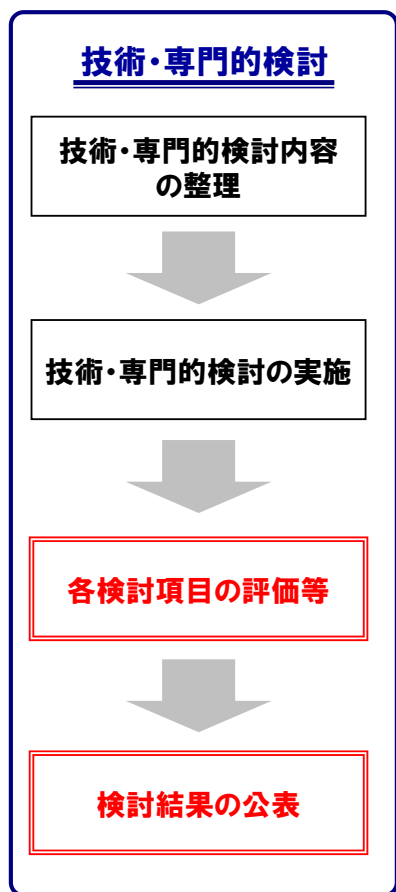 技術・専門的検討
技術・専門的検討内容
の整理
技術・専門的検討の実施
各検討項目の評価等
検討結果の公表